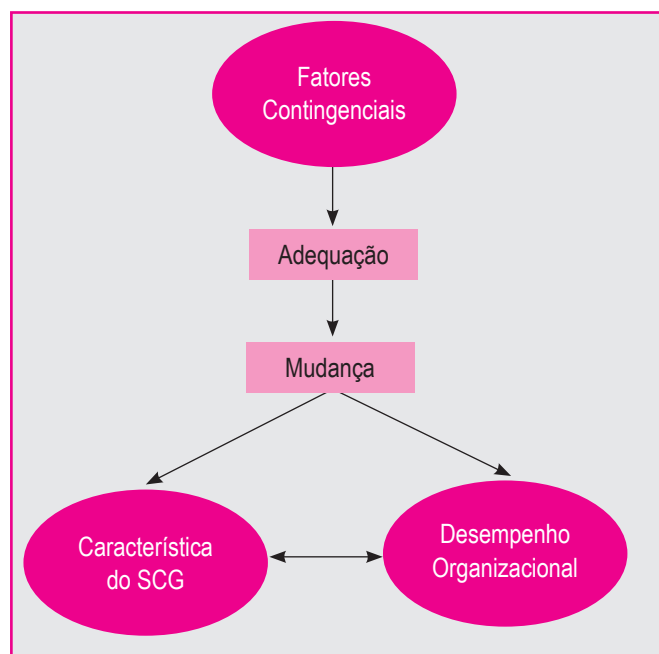 Fatores
Contingenciais
Adequação
Mudança
Característica
do SCG
Desempenho
Organizacional